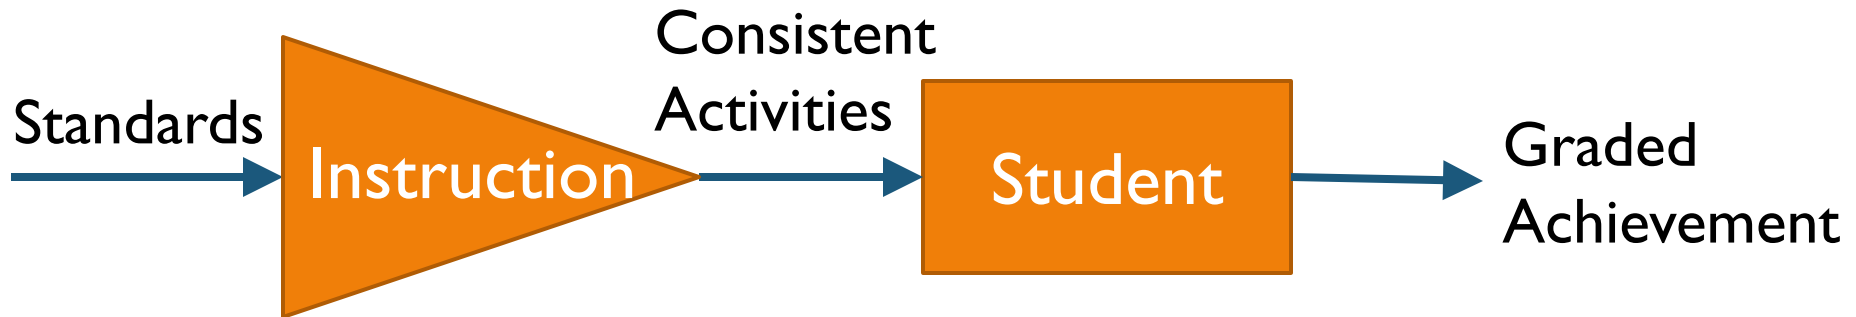 Standards
Instruction
Consistent
Activities
Student
Graded
Achievement